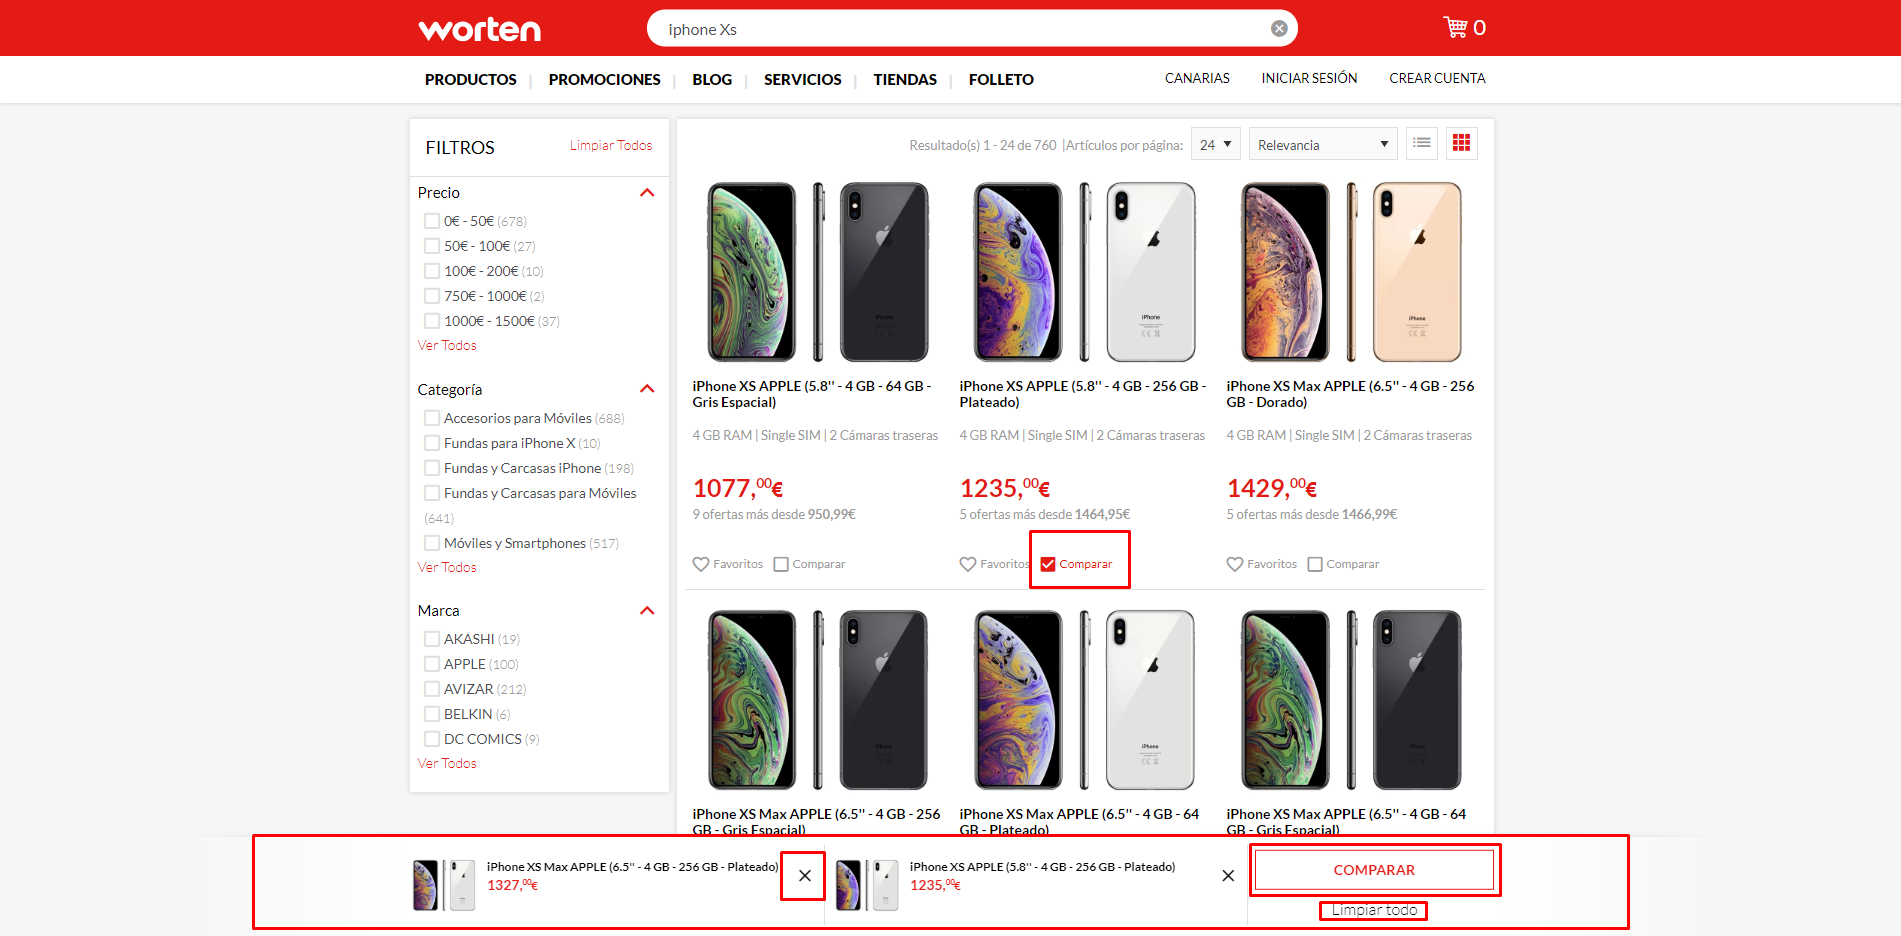 worten
iphone Xs
0
PRODUCTOS | PROMOCIONES | BLOG | SERVICIOS | TIENDAS | FOLLETO
CANARIAS INICIAR SESIÓN CREAR CUENTA
FILTROS
Limpiar Todos
Precio
0€ - 50€ (678)
50€ - 100€ (27)
100€ - 200€ (10)
750€ - 1000€ (2)
1000€ - 1500€ (37)
Ver Todos
Categoría
Accesorios para Móviles (688)
Fundas para iPhone X (10)
Fundas y Carcasas iPhone (198)
Fundas y Carcasas para Móviles
(641)
Móviles y Smartphones (517)
Ver Todos
Marca
AKASHI (19)
APPLE (100)
AVIZAR (212)
BELKIN (6)
DC COMICS (9)
Ver Todos
Resultado(s) 1 - 24 de 760 |Artículos por página: 24 Relevancia
iPhone XS APPLE (5.8'' - 4 GB - 64 GB -
Gris Espacial)
4 GB RAM | Single SIM | 2 Cámaras traseras
1077,00€
9 ofertas más desde 950,99€
Favoritos Comparar
iPhone XS APPLE (5.8'' - 4 GB - 256 GB -
Plateado)
4 GB RAM | Single SIM | 2 Cámaras traseras
1235,00€
5 ofertas más desde 1464,95€
Favoritos Comparar
iPhone XS Max APPLE (6.5'' - 4 GB - 256
GB - Dorado)
4 GB RAM | Single SIM | 2 Cámaras traseras
1429,00€
5 ofertas más desde 1466,99€
Favoritos Comparar
iPhone XS Max APPLE (6.5'' - 4 GB - 256
GB - Gris Espacial)
iPhone XS Max APPLE (6.5'' - 4 GB - 64
GB - Plateado)
iPhone XS Max APPLE (6.5'' - 4 GB - 64
GB - Gris Espacial)
iPhone XS Max APPLE (6.5'' - 4 GB - 256 GB - Plateado)
1327,00€
iPhone XS APPLE (5.8'' - 4 GB - 256 GB - Plateado)
1235,00€
COMPARAR
Limpiar todo